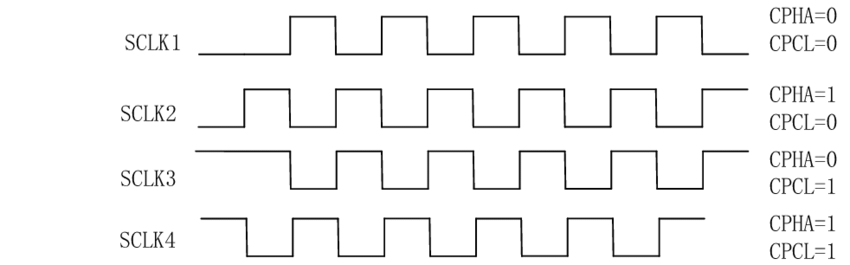 CPHA=0
SCLK1
CPCL=0
CPHA=1
SCLK2
CPCL=0
CPHA=0
SCLK3
CPCL=1
CPHA=1
SCLK4
CPCL=1